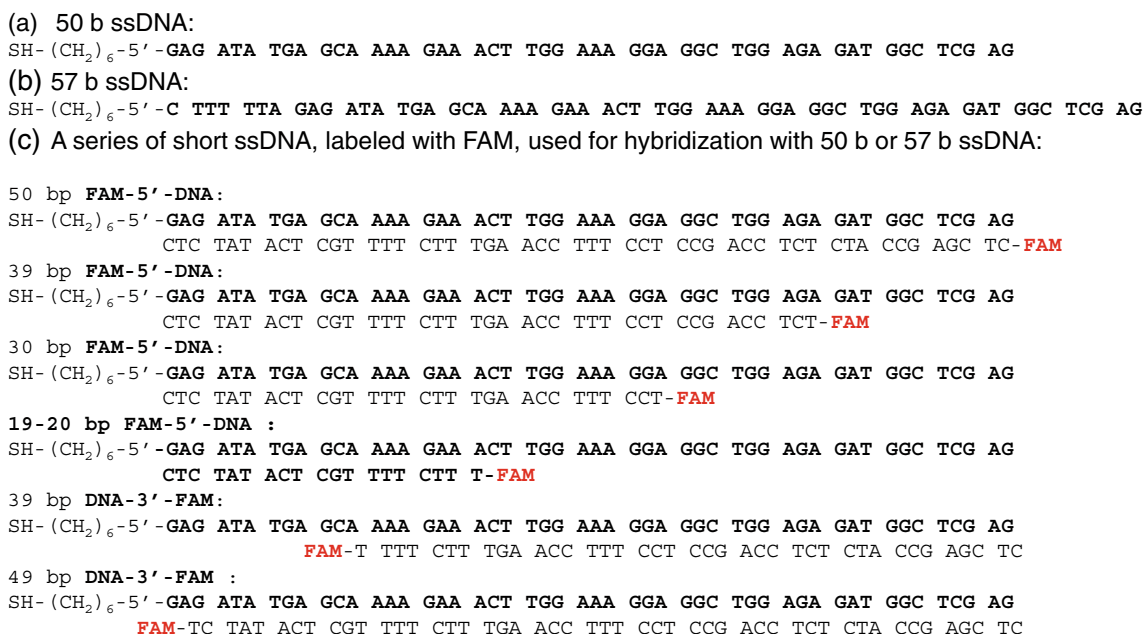 (a) 50 b ssDNA:
SH-(CH₂)₆-5’-GAG ATA TGA GCA AAA GAA ACT TGG AAA GGA GGC TGG AGA GAT GGC TCG AG
(b) 57 b ssDNA:
SH-(CH₂)₆-5’-C TTT TTA GAG ATA TGA GCA AAA GAA ACT TGG AAA GGA GGC TGG AGA GAT GGC TCG AG
(c) A series of short ssDNA, labeled with FAM, used for hybridization with 50 b or 57 b ssDNA:
50 bp FAM-5’-DNA:
SH-(CH₂)₆-5’-GAG ATA TGA GCA AAA GAA ACT TGG AAA GGA GGC TGG AGA GAT GGC TCG AG
CTC TAT ACT CGT TTT CTT TGA ACC TTT CCT CCG ACC TCT CTA CCG AGC TC-FAM
39 bp FAM-5’-DNA:
SH-(CH₂)₆-5’-GAG ATA TGA GCA AAA GAA ACT TGG AAA GGA GGC TGG AGA GAT GGC TCG AG
CTC TAT ACT CGT TTT CTT TGA ACC TTT CCT CCG ACC TCT-FAM
30 bp FAM-5’-DNA:
SH-(CH₂)₆-5’-GAG ATA TGA GCA AAA GAA ACT TGG AAA GGA GGC TGG AGA GAT GGC TCG AG
CTC TAT ACT CGT TTT CTT TGA ACC TTT CCT-FAM
19-20 bp FAM-5’-DNA :
SH-(CH₂)₆-5’-GAG ATA TGA GCA AAA GAA ACT TGG AAA GGA GGC TGG AGA GAT GGC TCG AG
CTC TAT ACT CGT TTT CTT T-FAM
39 bp DNA-3’-FAM:
SH-(CH₂)₆-5’-GAG ATA TGA GCA AAA GAA ACT TGG AAA GGA GGC TGG AGA GAT GGC TCG AG
FAM-T TTT CTT TGA ACC TTT CCT CCG ACC TCT CTA CCG AGC TC
49 bp DNA-3’-FAM :
SH-(CH₂)₆-5’-GAG ATA TGA GCA AAA GAA ACT TGG AAA GGA GGC TGG AGA GAT GGC TCG AG
FAM-TC TAT ACT CGT TTT CTT TGA ACC TTT CCT CCG ACC TCT CTA CCG AGC TC